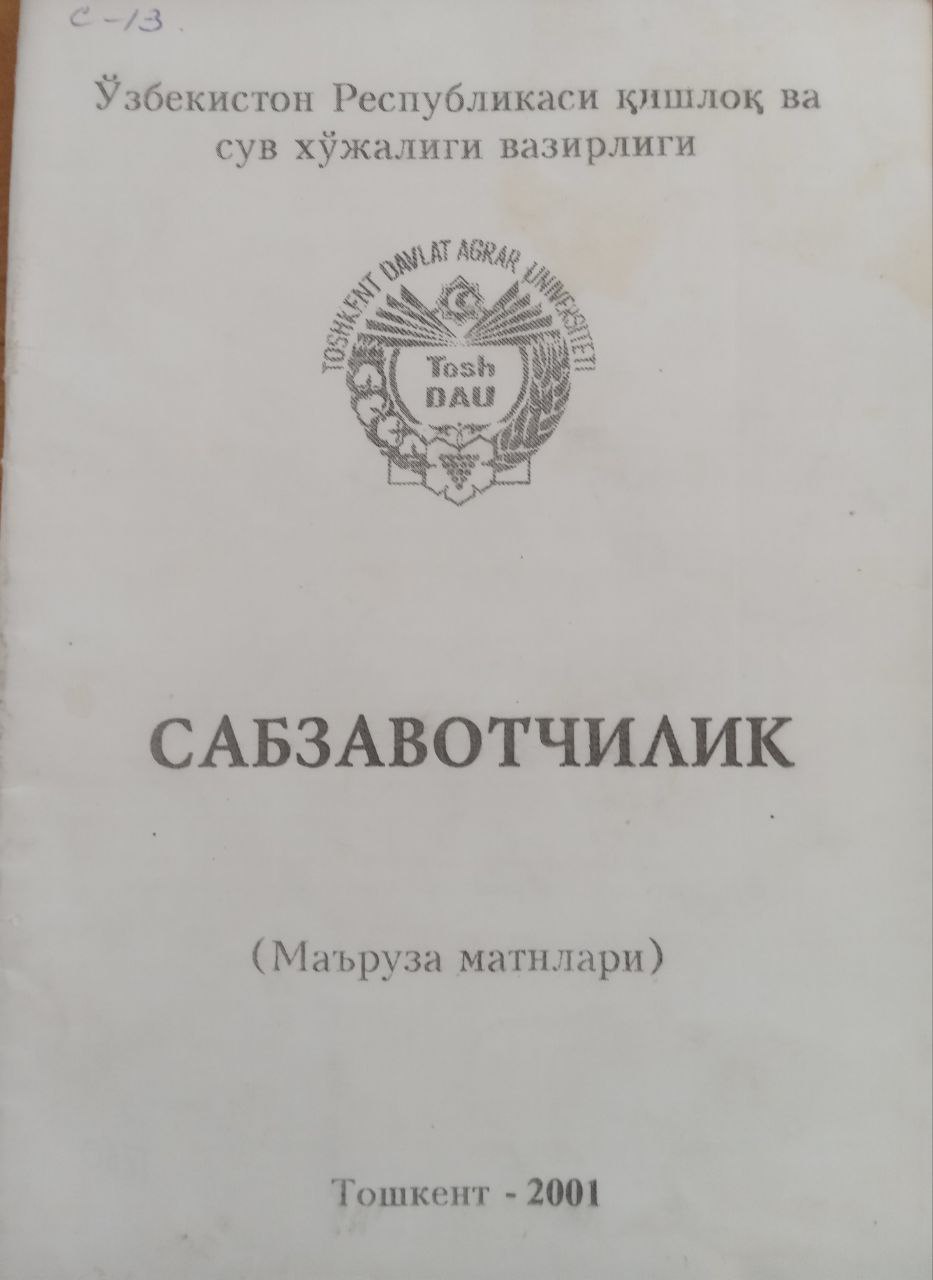 С-13.
Ўзбекистон Республикаси қишлоқ ва
сув хўжалиги вазирлиги
TOSHKENT DAVLAT AGRAR UNIVERSITETI
Tosh
DAU
САБЗАВОТЧИЛИК
(Маъруза матнлари)
Тошкент - 2001